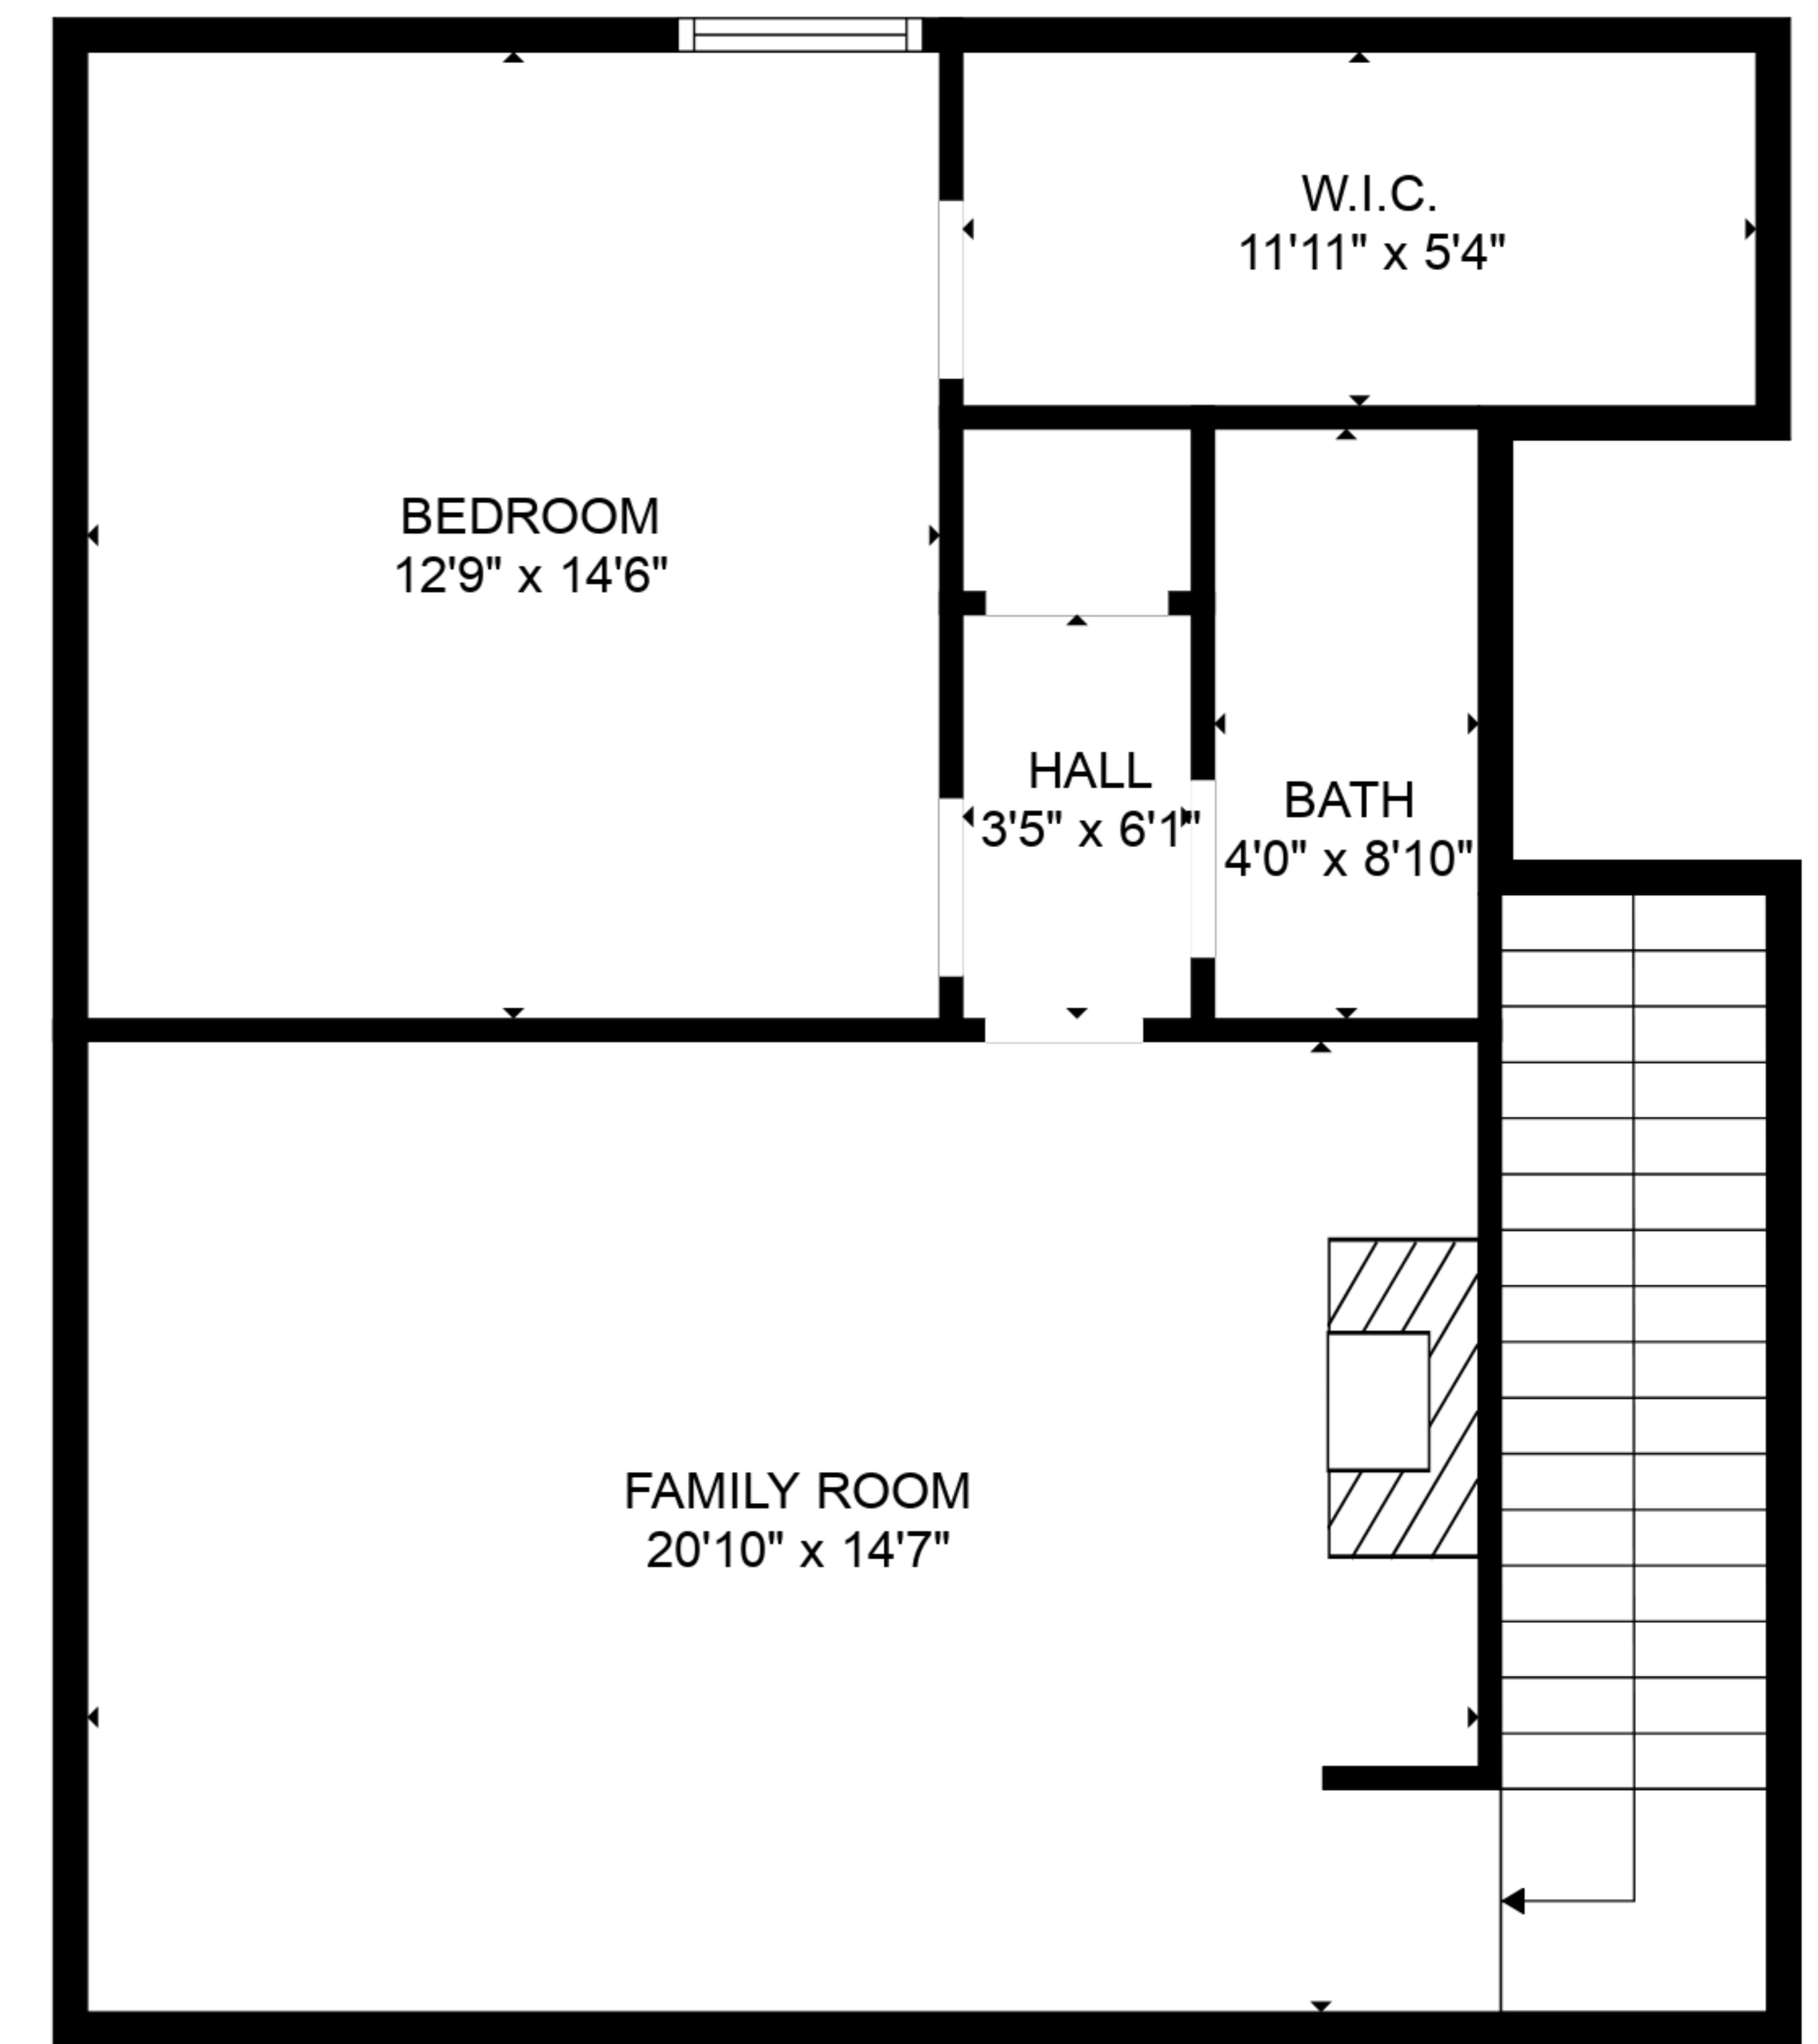 W.I.C.
11'11" x 5'4"
BEDROOM
12'9" x 14'6"
HALL
3'5" x 6'1"
BATH
4'0" x 8'10"
FAMILY ROOM
20'10" x 14'7"